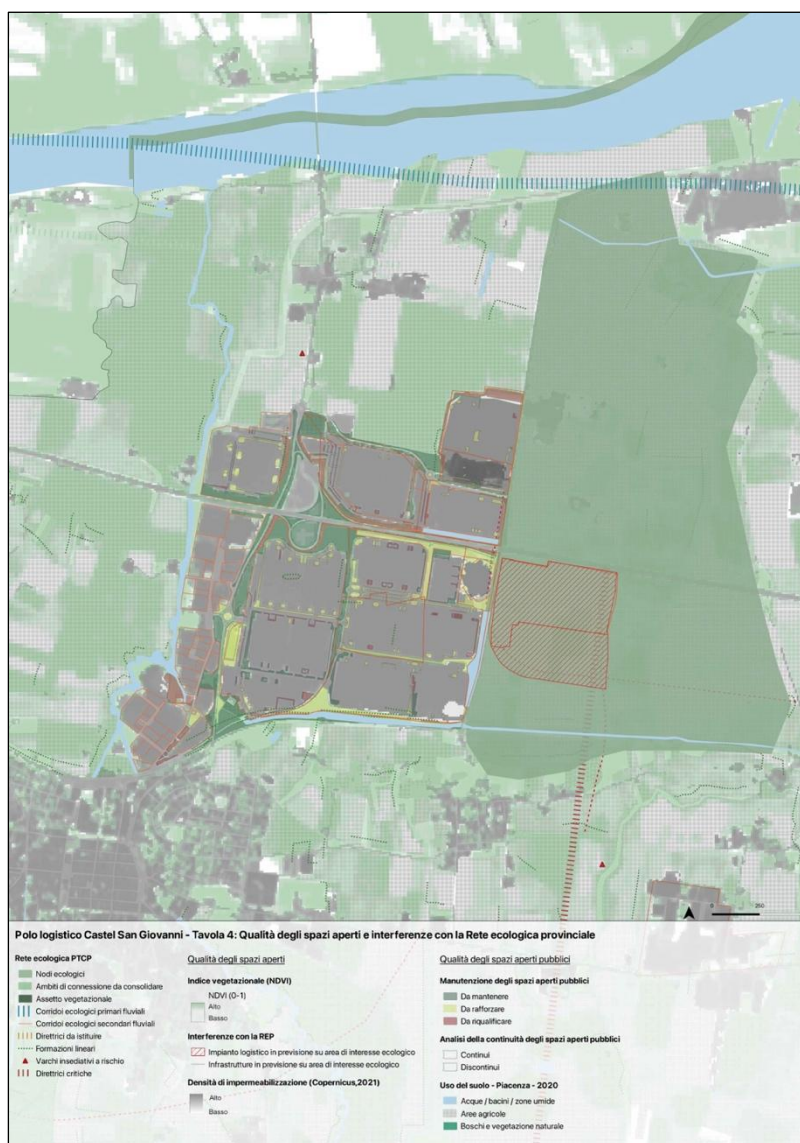 250
Polo logistico Castel San Giovanni - Tavola 4: Qualità degli spazi aperti e interferenze con la Rete ecologica provinciale
Rete ecologica PTCP
Nodi ecologici
Ambiti di connessione da consolidare
Assetto vegetazionale
Corridoi ecologici primari fluviali
Corridoi ecologici secondari fluviali
Direttrici da istituire
Formazioni lineari
Varchi insediativi a rischio
Direttrici critiche
Qualità degli spazi aperti
Indice vegetazionale (NDVI)
NDVI (0-1)
Alto
Basso
Interferenze con la REP
Impianto logistico in previsione su area di interesse ecologico
Infrastrutture in previsione su area di interesse ecologico
Densità di impermeabilizzazione (Copernicus,2021)
Alto
Basso
Qualità degli spazi aperti pubblici
Manutenzione degli spazi aperti pubblici
Da mantenere
Da rafforzare
Da riqualificare
Analisi della continuità degli spazi aperti pubblici
Continui
Discontinui
Uso del suolo - Piacenza - 2020
Acque / bacini / zone umide
Aree agricole
Boschi e vegetazione naturale